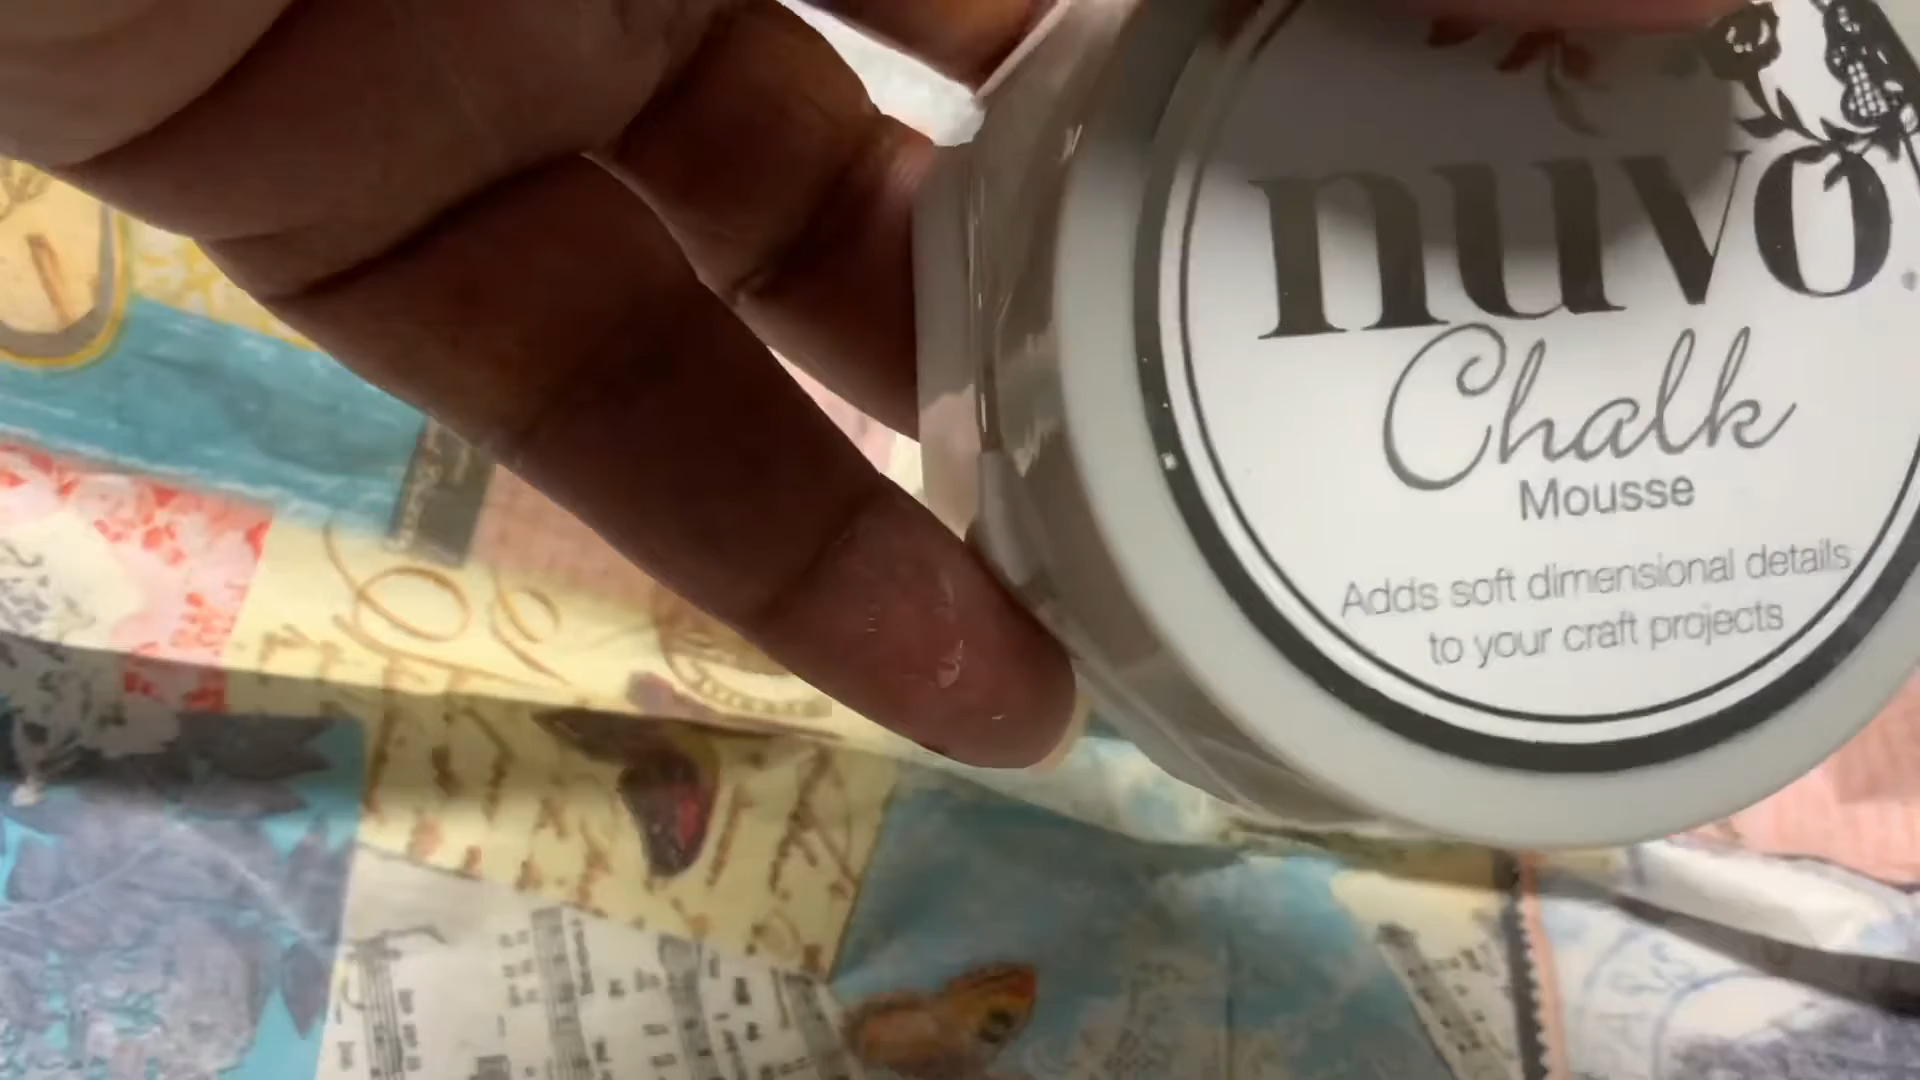 nuvo
Chalk
Mousse
Adds soft dimensional details
to your craft projects